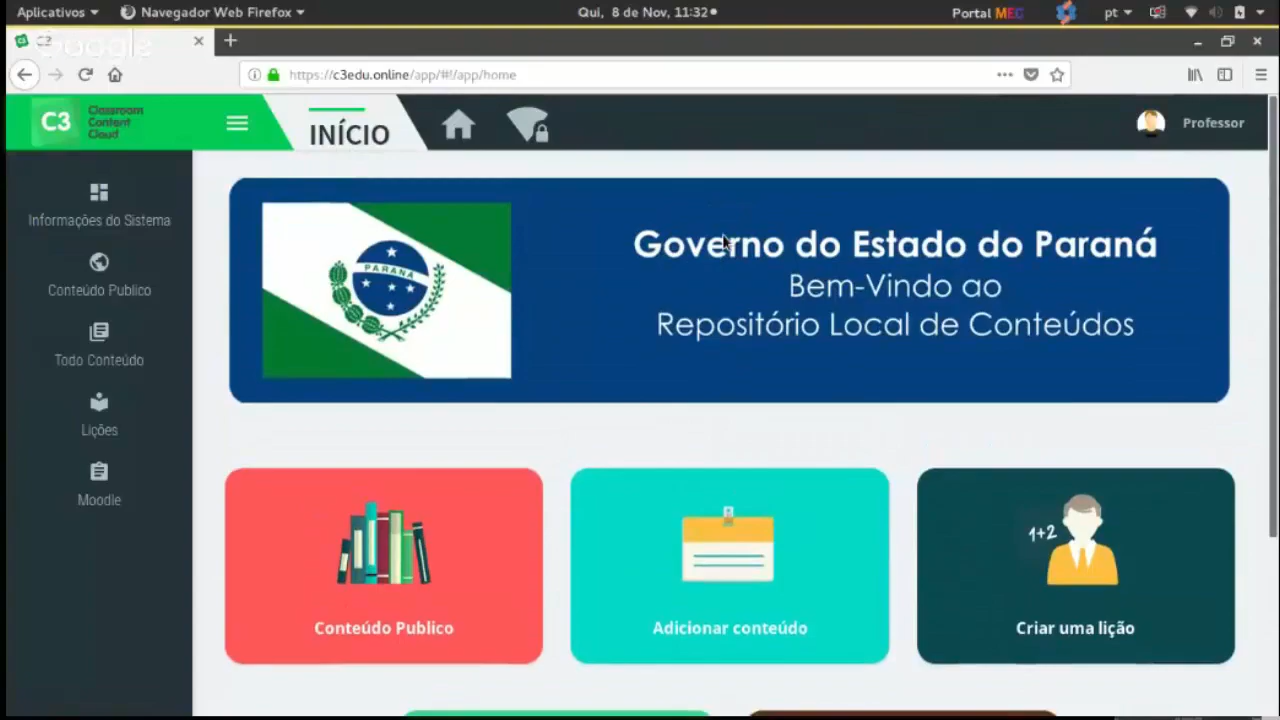 Aplicativos Navegador Web Firefox Qui, 8 de Nov, 11:32 Portal MEC pt
C3
Google
https://c3edu.online/app/#!/app/home
C3 Classroom
Content
Cloud
INÍCIO
Professor
Informações do Sistema
Conteúdo Publico
Todo Conteúdo
Lições
Moodle
PARANÁ
Governo do Estado do Paraná
Bem-Vindo ao
Repositório Local de Conteúdos
Conteúdo Publico
Adicionar conteúdo
1+2
Criar uma lição